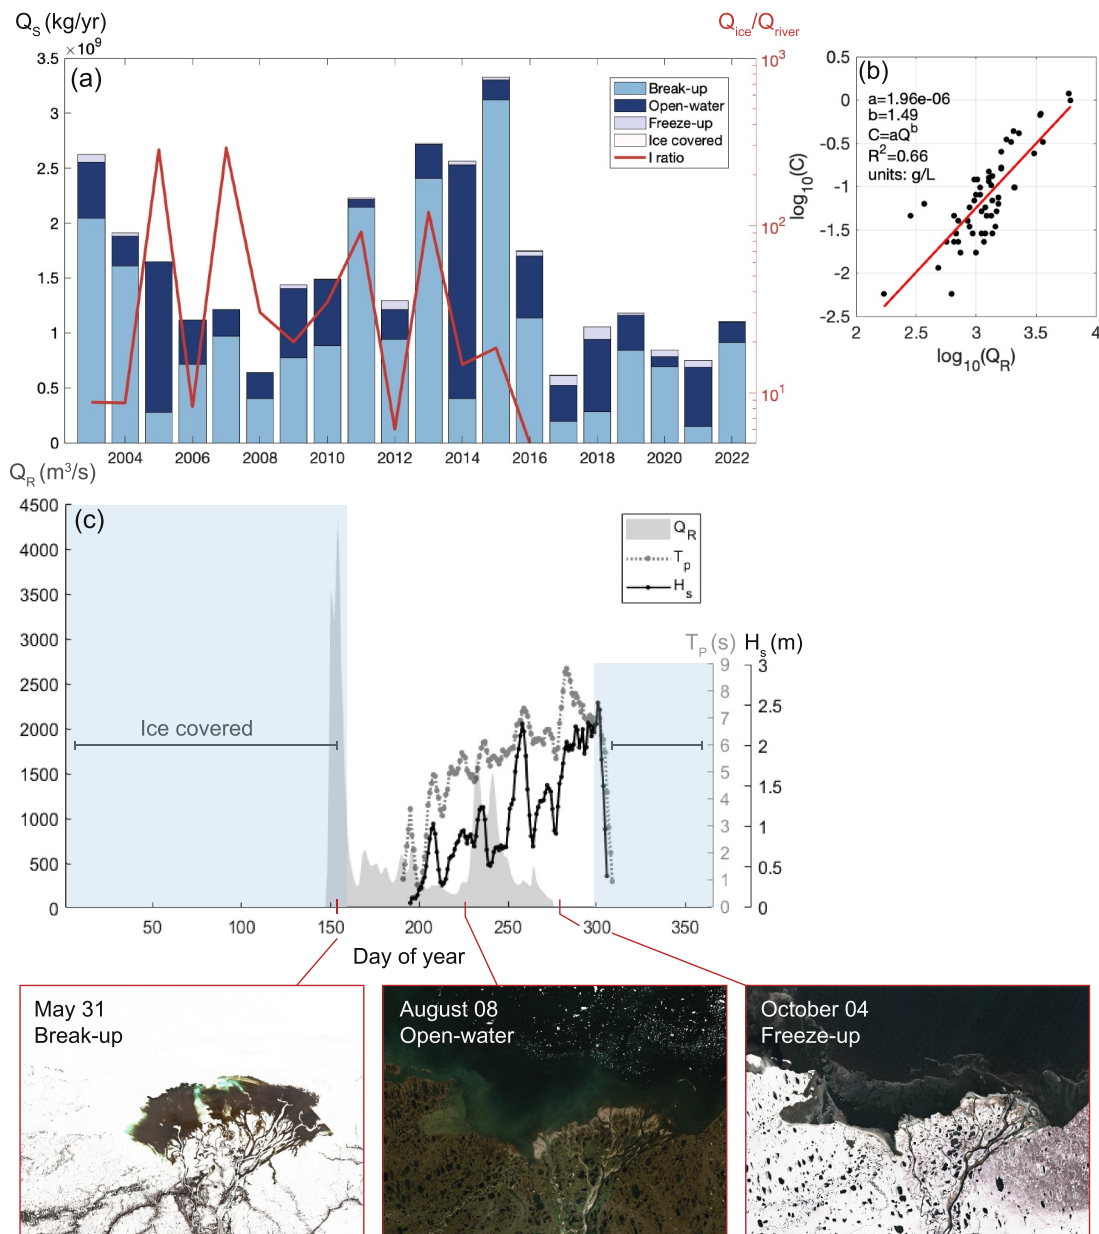 Q_S (kg/yr)
Q_ice/Q_river
×10^9
(a)
3.5
3
2.5
2
1.5
1
0.5
0
Break-up
Open-water
Freeze-up
Ice covered
I ratio
10^3
10^2
10^1
2004 2006 2008 2010 2012 2014 2016 2018 2020 2022
(b)
a=1.96e-06
b=1.49
C=aQ^b
R^2=0.66
units: g/L
log_10(C)
0.5
0
-0.5
-1
-1.5
-2
-2.5
2 2.5 3 3.5 4
log_10(Q_R)
Q_R (m^3/s)
(c)
4500
4000
3500
3000
2500
2000
1500
1000
500
0
Ice covered
Q_R
T_p
H_s
T_P (s) H_s (m)
9
8
7
6
5
4
3
2
1
0
3
2.5
2
1.5
1
0.5
0
50 100 150 200 250 300 350
Day of year
May 31
Break-up
August 08
Open-water
October 04
Freeze-up